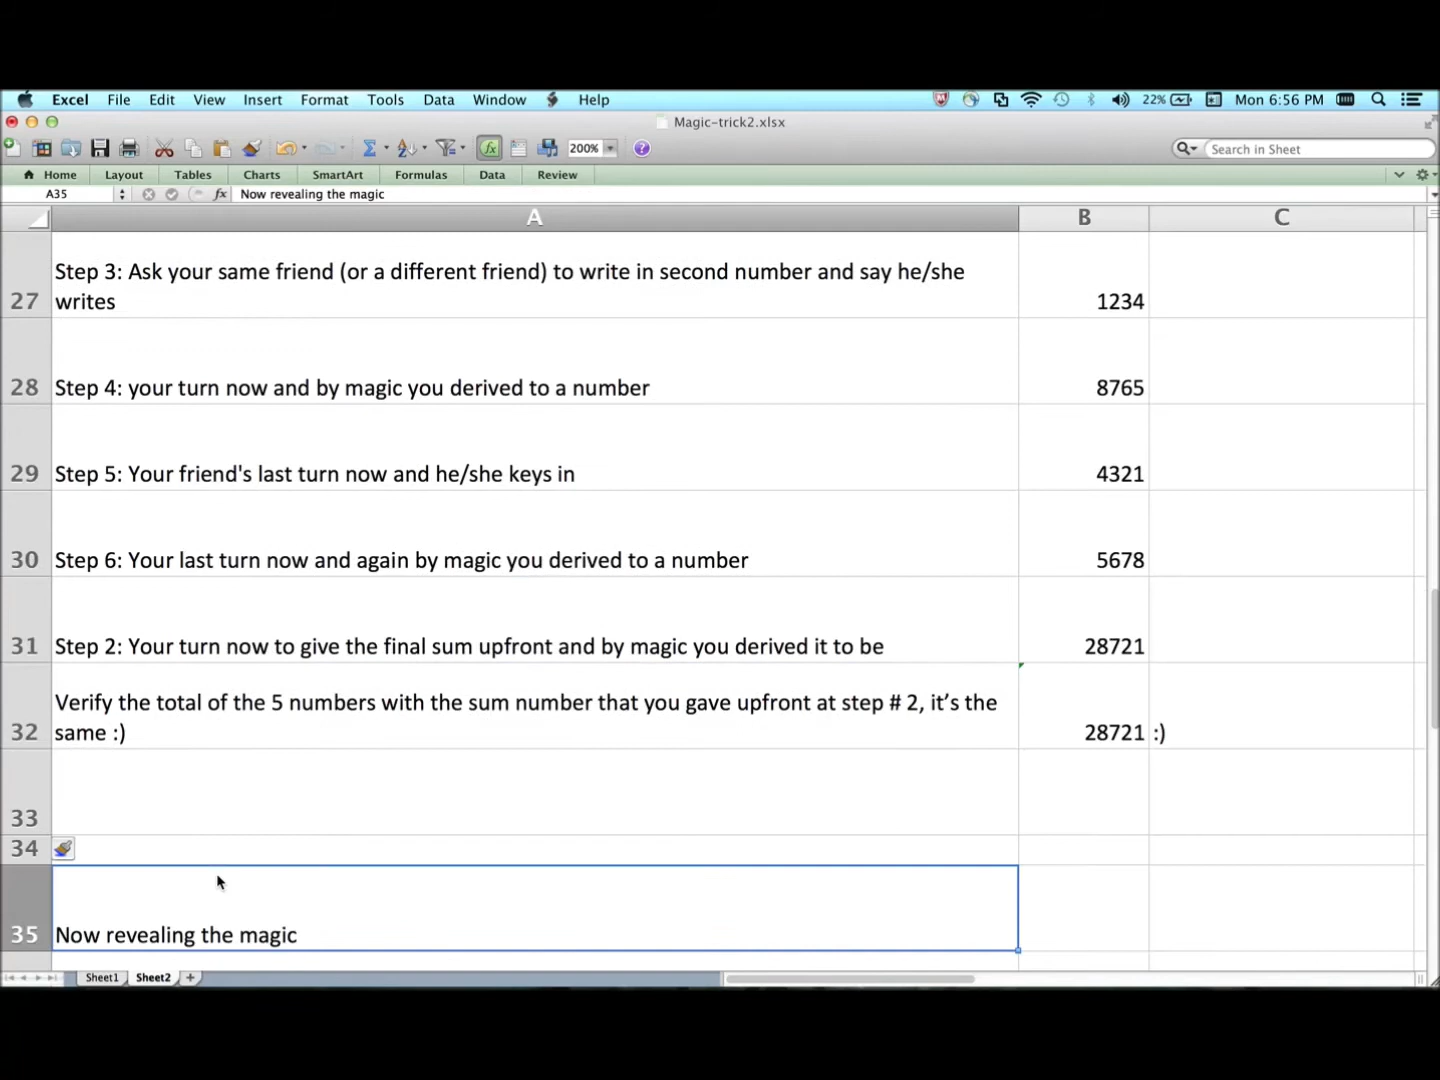 Excel File Edit View Insert Format Tools Data Window Help 22% Mon 6:56 PM
Magic-trick2.xlsx
200% Search in Sheet
Home Layout Tables Charts SmartArt Formulas Data Review
A35 fx Now revealing the magic
A B C
Step 3: Ask your same friend (or a different friend) to write in second number and say he/she
27 writes 1234
28 Step 4: your turn now and by magic you derived to a number 8765
29 Step 5: Your friend's last turn now and he/she keys in 4321
30 Step 6: Your last turn now and again by magic you derived to a number 5678
31 Step 2: Your turn now to give the final sum upfront and by magic you derived it to be 28721
Verify the total of the 5 numbers with the sum number that you gave upfront at step # 2, it’s the
32 same :) 28721 :)
33
34
35 Now revealing the magic
Sheet1 Sheet2 +